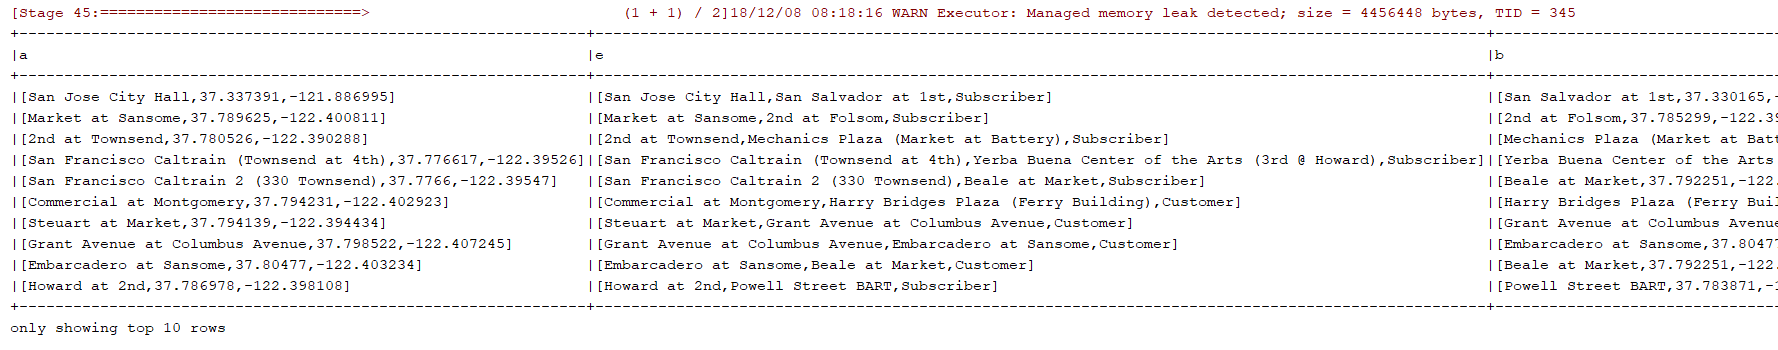 [Stage 45:=============================> (1 + 1) / 2]18/12/08 08:18:16 WARN Executor: Managed memory leak detected; size = 4456448 bytes, TID = 345
|a |e |b
|[San Jose City Hall,37.337391,-121.886995] |[San Jose City Hall,San Salvador at 1st,Subscriber] |[San Salvador at 1st,37.330165,-
|[Market at Sansome,37.789625,-122.400811] |[Market at Sansome,2nd at Folsom,Subscriber] |[2nd at Folsom,37.785299,-122.39
|[2nd at Townsend,37.780526,-122.390288] |[2nd at Townsend,Mechanics Plaza (Market at Battery),Subscriber] |[Mechanics Plaza (Market at Batt
|[San Francisco Caltrain (Townsend at 4th),37.776617,-122.39526]|[San Francisco Caltrain (Townsend at 4th),Yerba Buena Center of the Arts (3rd @ Howard),Subscriber]|[Yerba Buena Center of the Arts
|[San Francisco Caltrain 2 (330 Townsend),37.7766,-122.39547] |[San Francisco Caltrain 2 (330 Townsend),Beale at Market,Subscriber] |[Beale at Market,37.792251,-122.
|[Commercial at Montgomery,37.794231,-122.402923] |[Commercial at Montgomery,Harry Bridges Plaza (Ferry Building),Customer] |[Harry Bridges Plaza (Ferry Buil
|[Steuart at Market,37.794139,-122.394434] |[Steuart at Market,Grant Avenue at Columbus Avenue,Customer] |[Grant Avenue at Columbus Avenue
|[Grant Avenue at Columbus Avenue,37.798522,-122.407245] |[Grant Avenue at Columbus Avenue,Embarcadero at Sansome,Customer] |[Embarcadero at Sansome,37.80477
|[Embarcadero at Sansome,37.80477,-122.403234] |[Embarcadero at Sansome,Beale at Market,Customer] |[Beale at Market,37.792251,-122.
|[Howard at 2nd,37.786978,-122.398108] |[Howard at 2nd,Powell Street BART,Subscriber] |[Powell Street BART,37.783871,-1
only showing top 10 rows